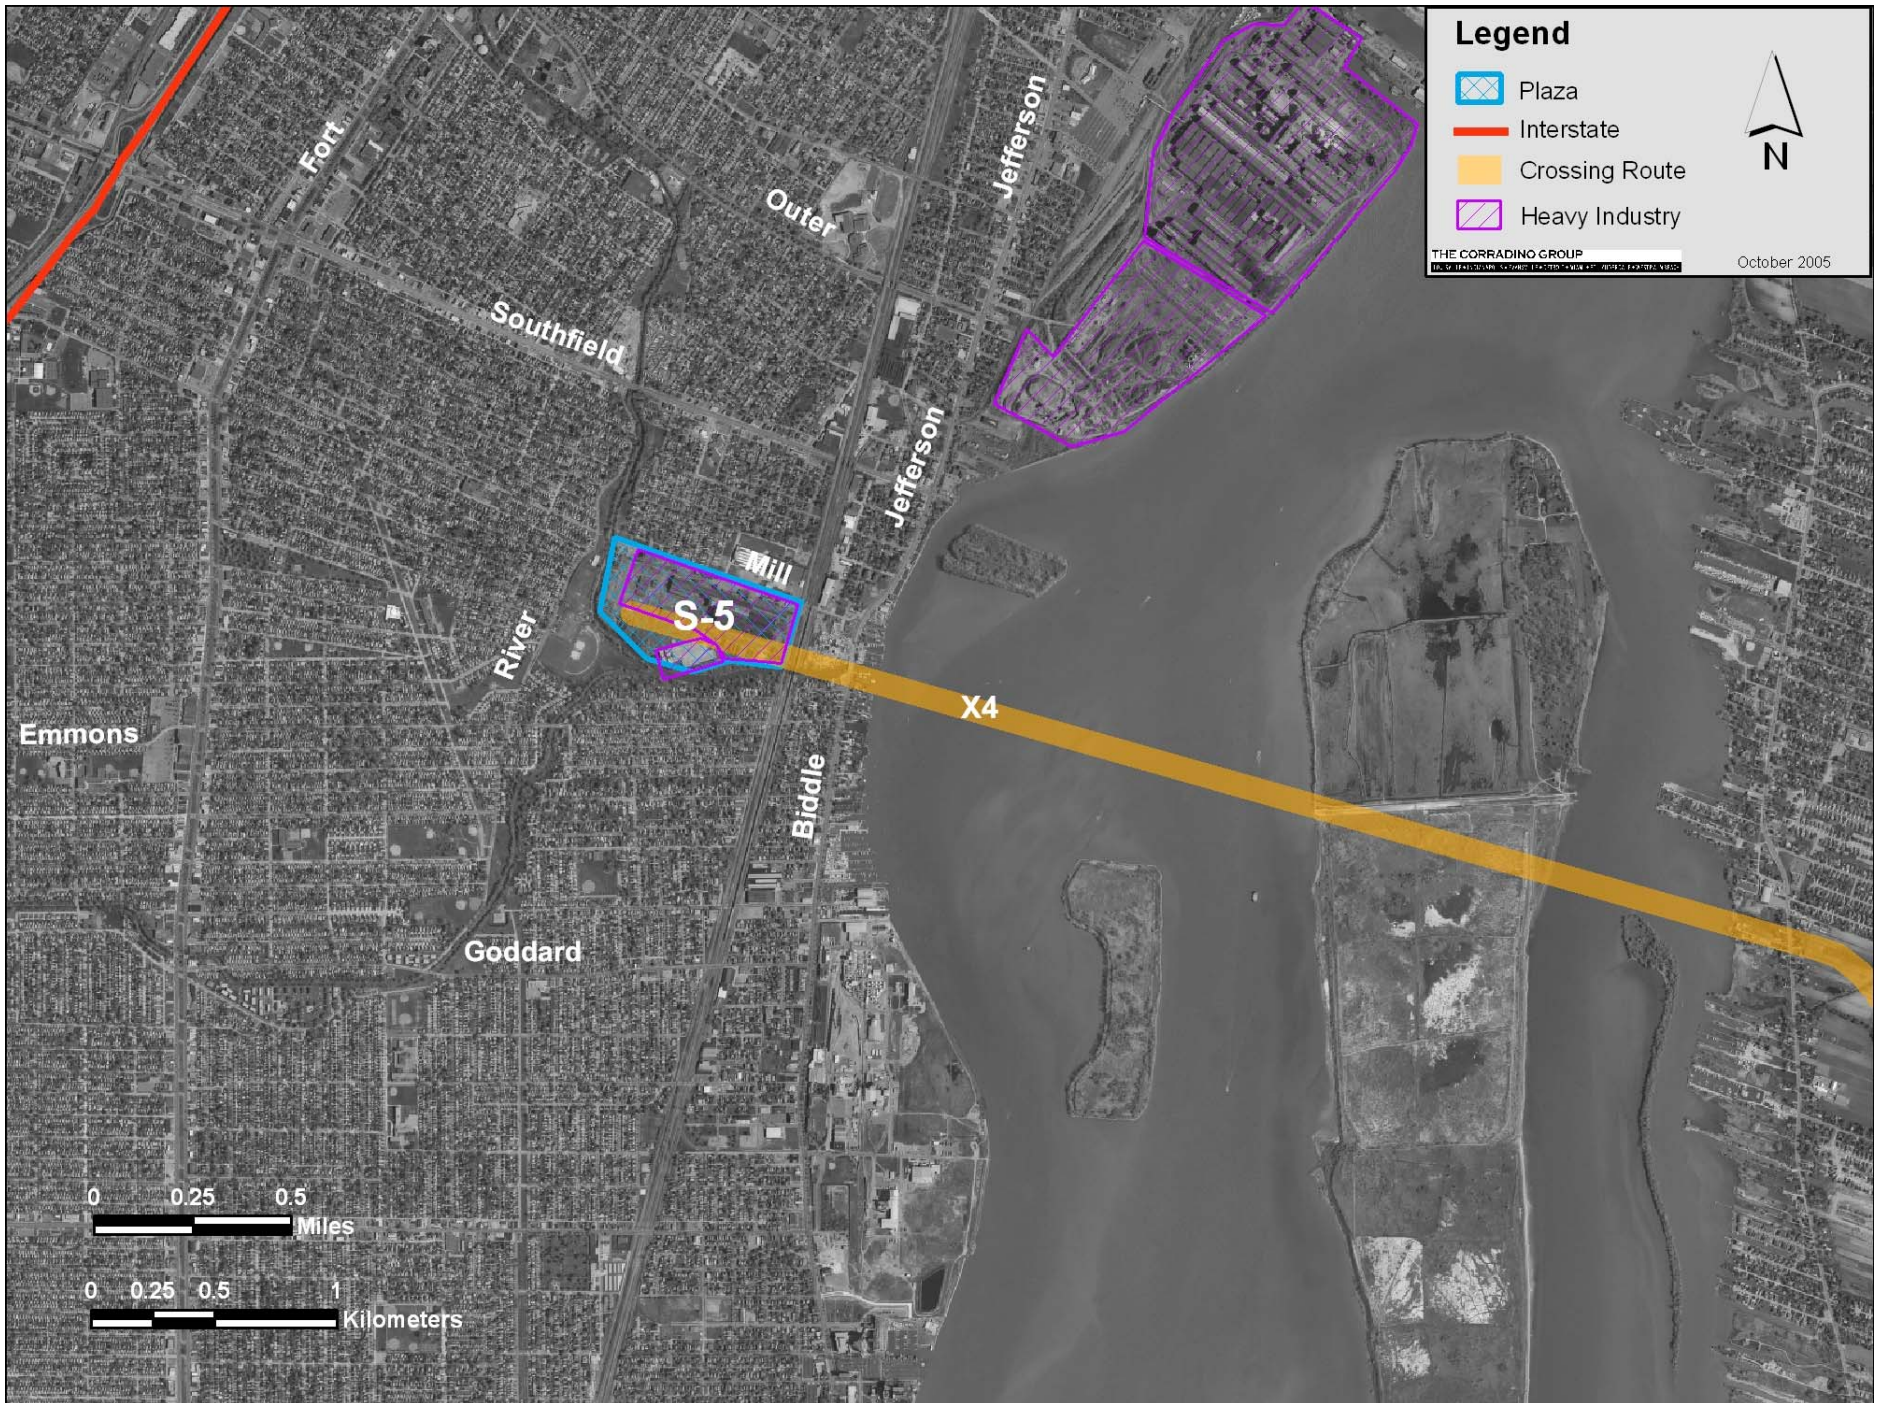 Legend
Plaza
Interstate
Crossing Route
Heavy Industry
N
THE CORRADINO GROUP
October 2005
Fort
Jefferson
Outer
Southfield
Jefferson
Mill
S-5
River
X4
Emmons
Biddle
Goddard
0 0.25 0.5
Miles
0 0.25 0.5 1
Kilometers